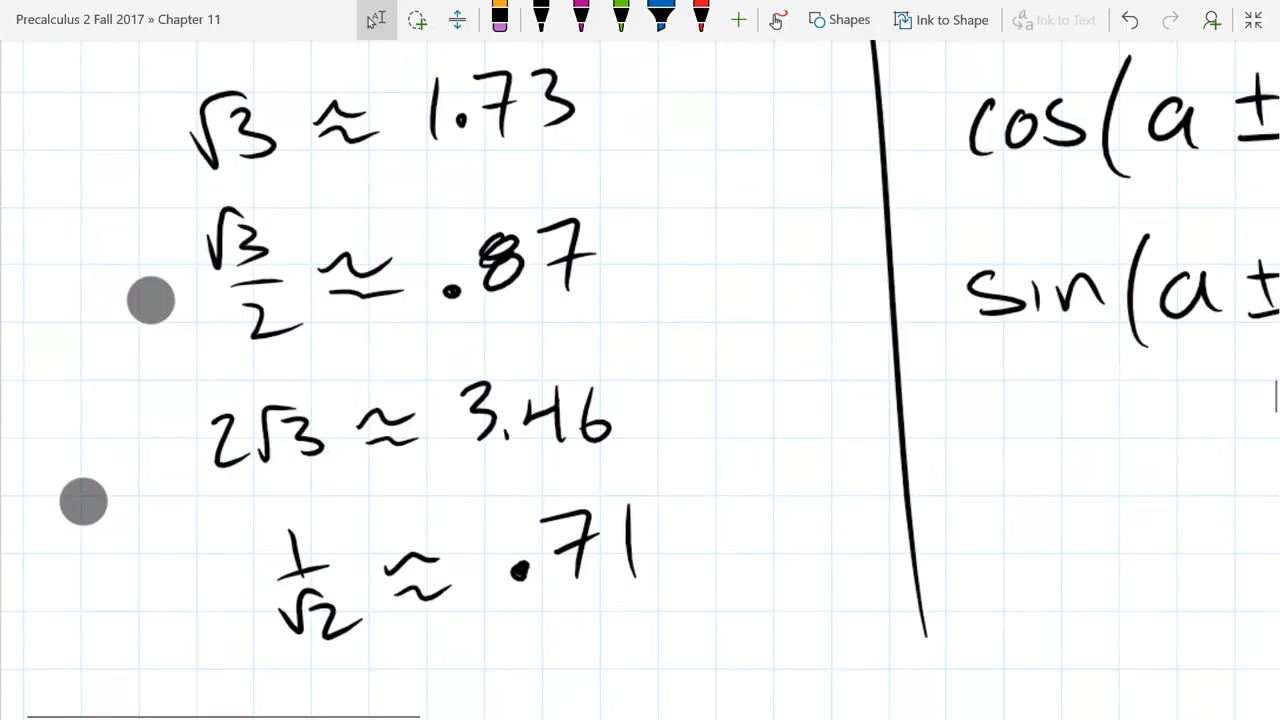 Precalculus 2 Fall 2017 » Chapter 11
Shapes
Ink to Shape
Ink to Text
√3 ≈ 1.73
√3/2 ≈ .87
2√3 ≈ 3.46
1/√2 ≈ .71
cos(a ±
sin(a ±